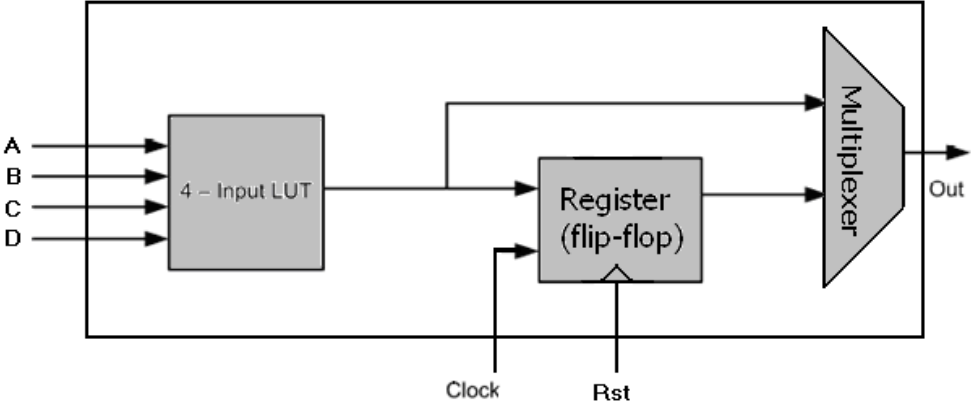 A
B
C
D
4 – Input LUT
Register
(flip-flop)
Multiplexer
Out
Clock
Rst